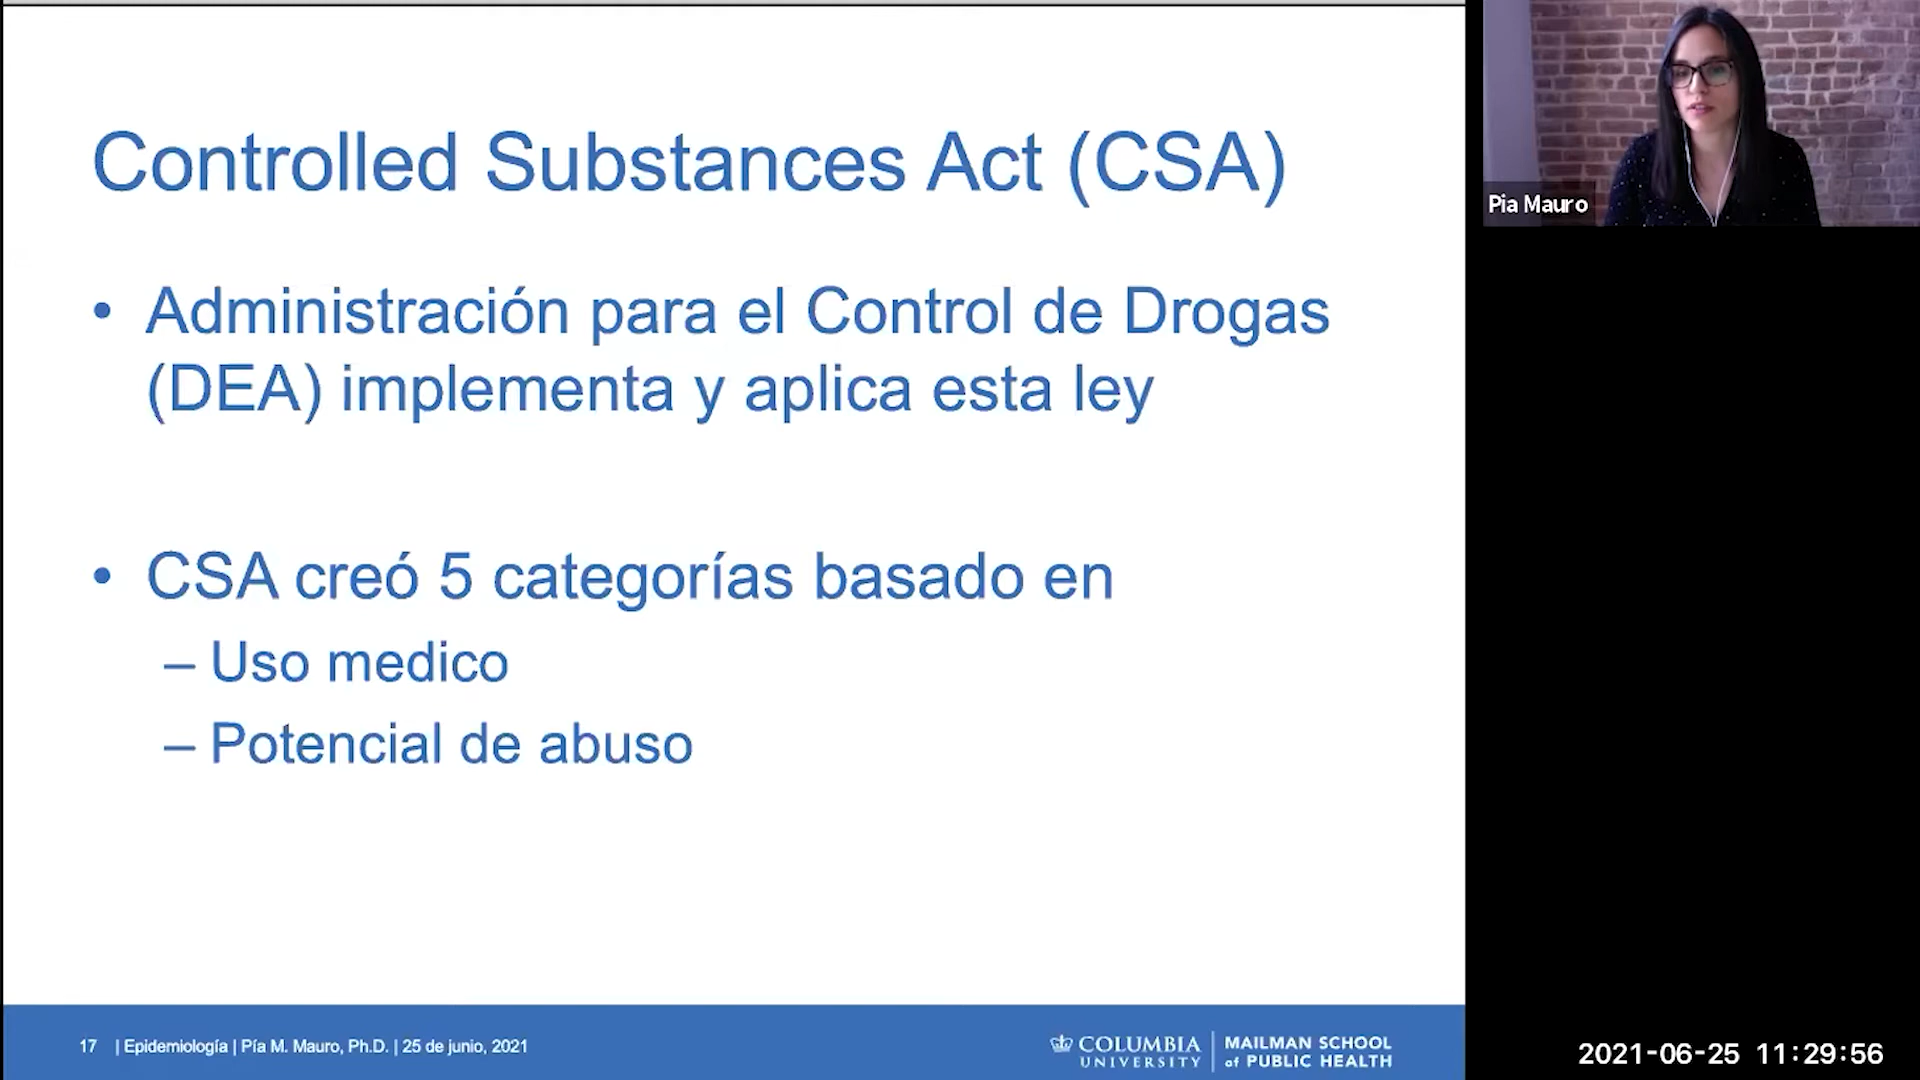 Controlled Substances Act (CSA)
• Administración para el Control de Drogas
(DEA) implementa y aplica esta ley
• CSA creó 5 categorías basado en
– Uso medico
– Potencial de abuso
17 | Epidemiología | Pía M. Mauro, Ph.D. | 25 de junio, 2021
COLUMBIA
UNIVERSITY
MAILMAN SCHOOL
of PUBLIC HEALTH
Pia Mauro
2021-06-25 11:29:56